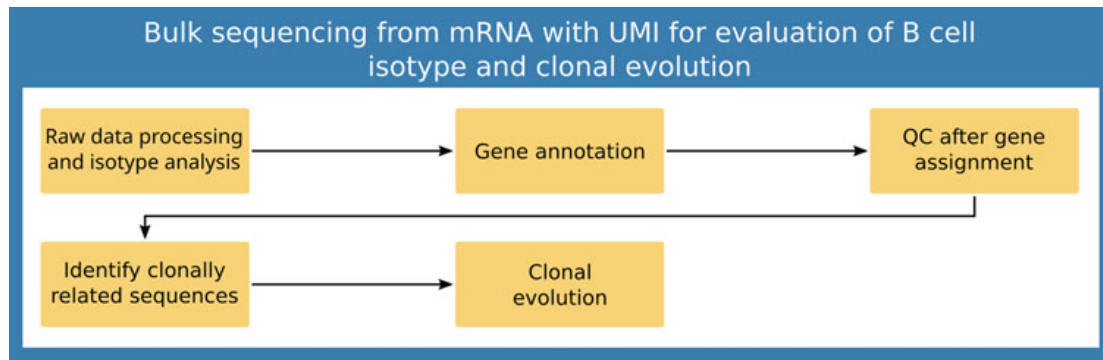 Bulk sequencing from mRNA with UMI for evaluation of B cell
isotype and clonal evolution
Raw data processing
and isotype analysis
Gene annotation
QC after gene
assignment
Identify clonally
related sequences
Clonal
evolution